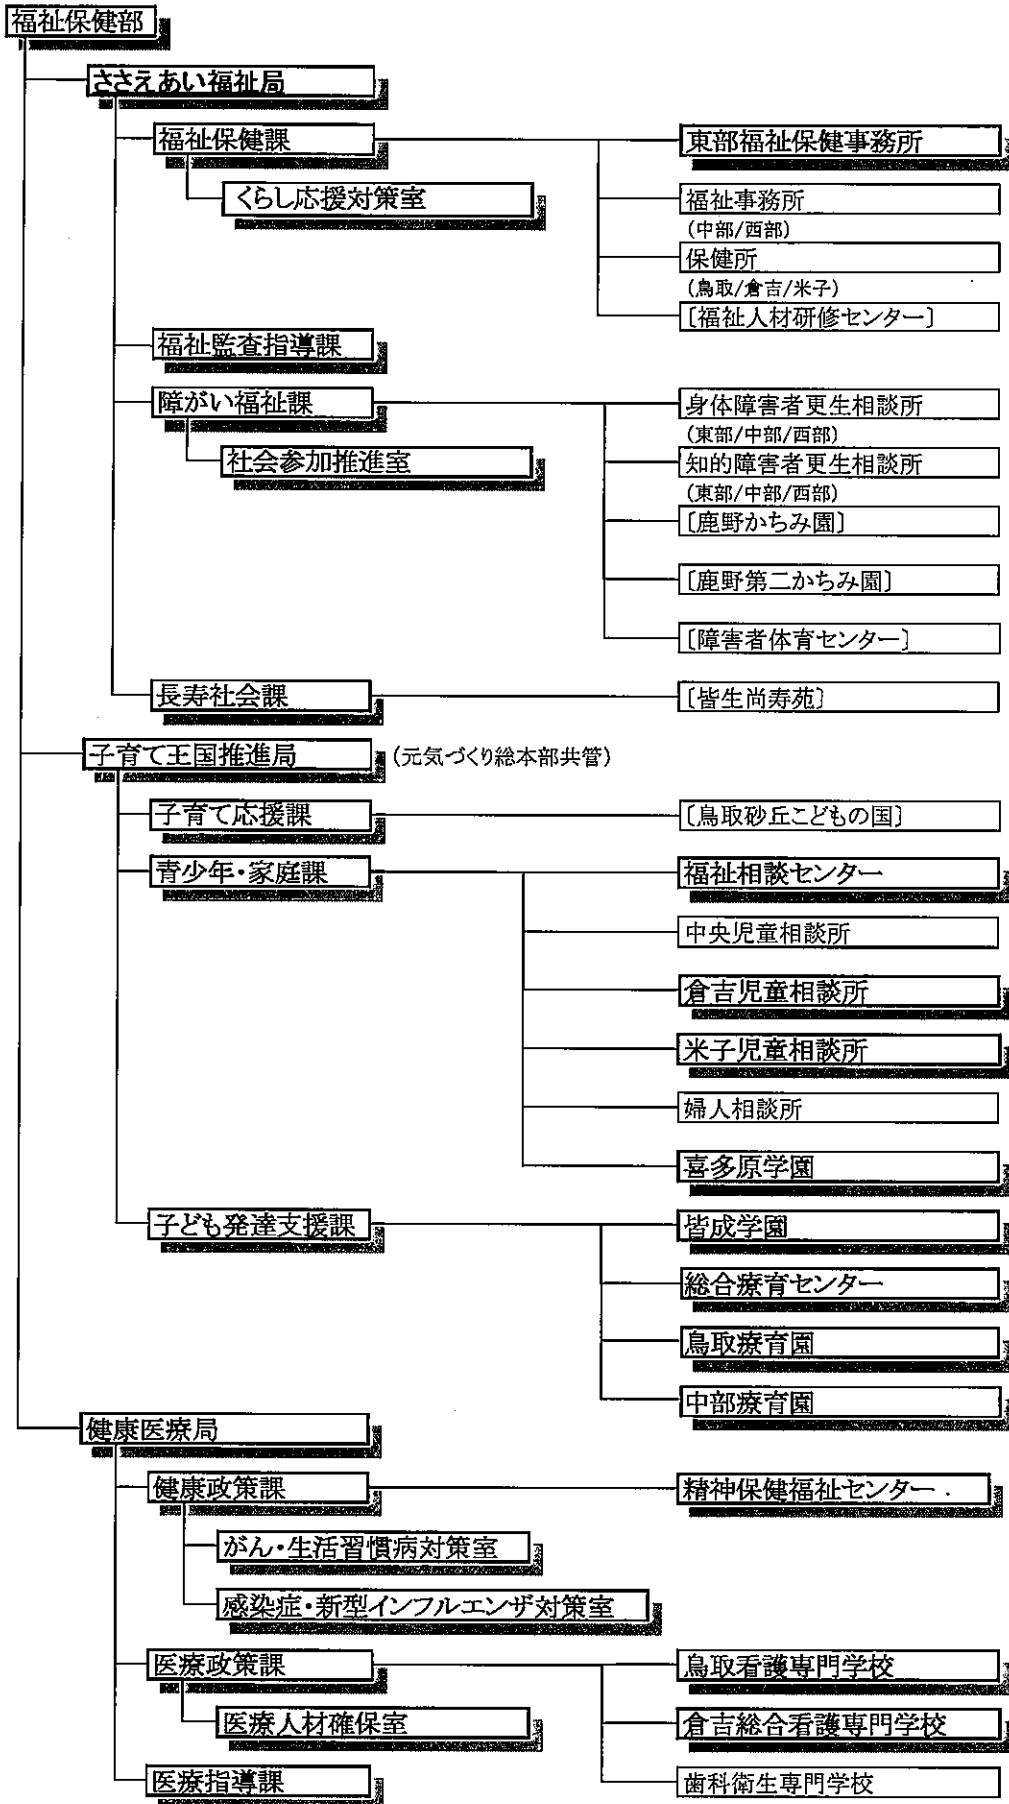 福祉保健部
ささえあい福祉局
福祉保健課
東部福祉保健事務所
くらし応援対策室
福祉事務所
(中部/西部)
保健所
(鳥取/倉吉/米子)
〔福祉人材研修センター〕
福祉監査指導課
障がい福祉課
身体障害者更生相談所
(東部/中部/西部)
社会参加推進室
知的障害者更生相談所
(東部/中部/西部)
〔鹿野かちみ園〕
〔鹿野第二かちみ園〕
〔障害者体育センター〕
長寿社会課
〔皆生尚寿苑〕
子育て王国推進局
(元気づくり総本部共管)
子育て応援課
〔鳥取砂丘こどもの国〕
青少年・家庭課
福祉相談センター
中央児童相談所
倉吉児童相談所
米子児童相談所
婦人相談所
喜多原学園
子ども発達支援課
皆成学園
総合療育センター
鳥取療育園
中部療育園
健康医療局
健康政策課
精神保健福祉センター
がん・生活習慣病対策室
感染症・新型インフルエンザ対策室
医療政策課
鳥取看護専門学校
医療人材確保室
倉吉総合看護専門学校
医療指導課
歯科衛生専門学校